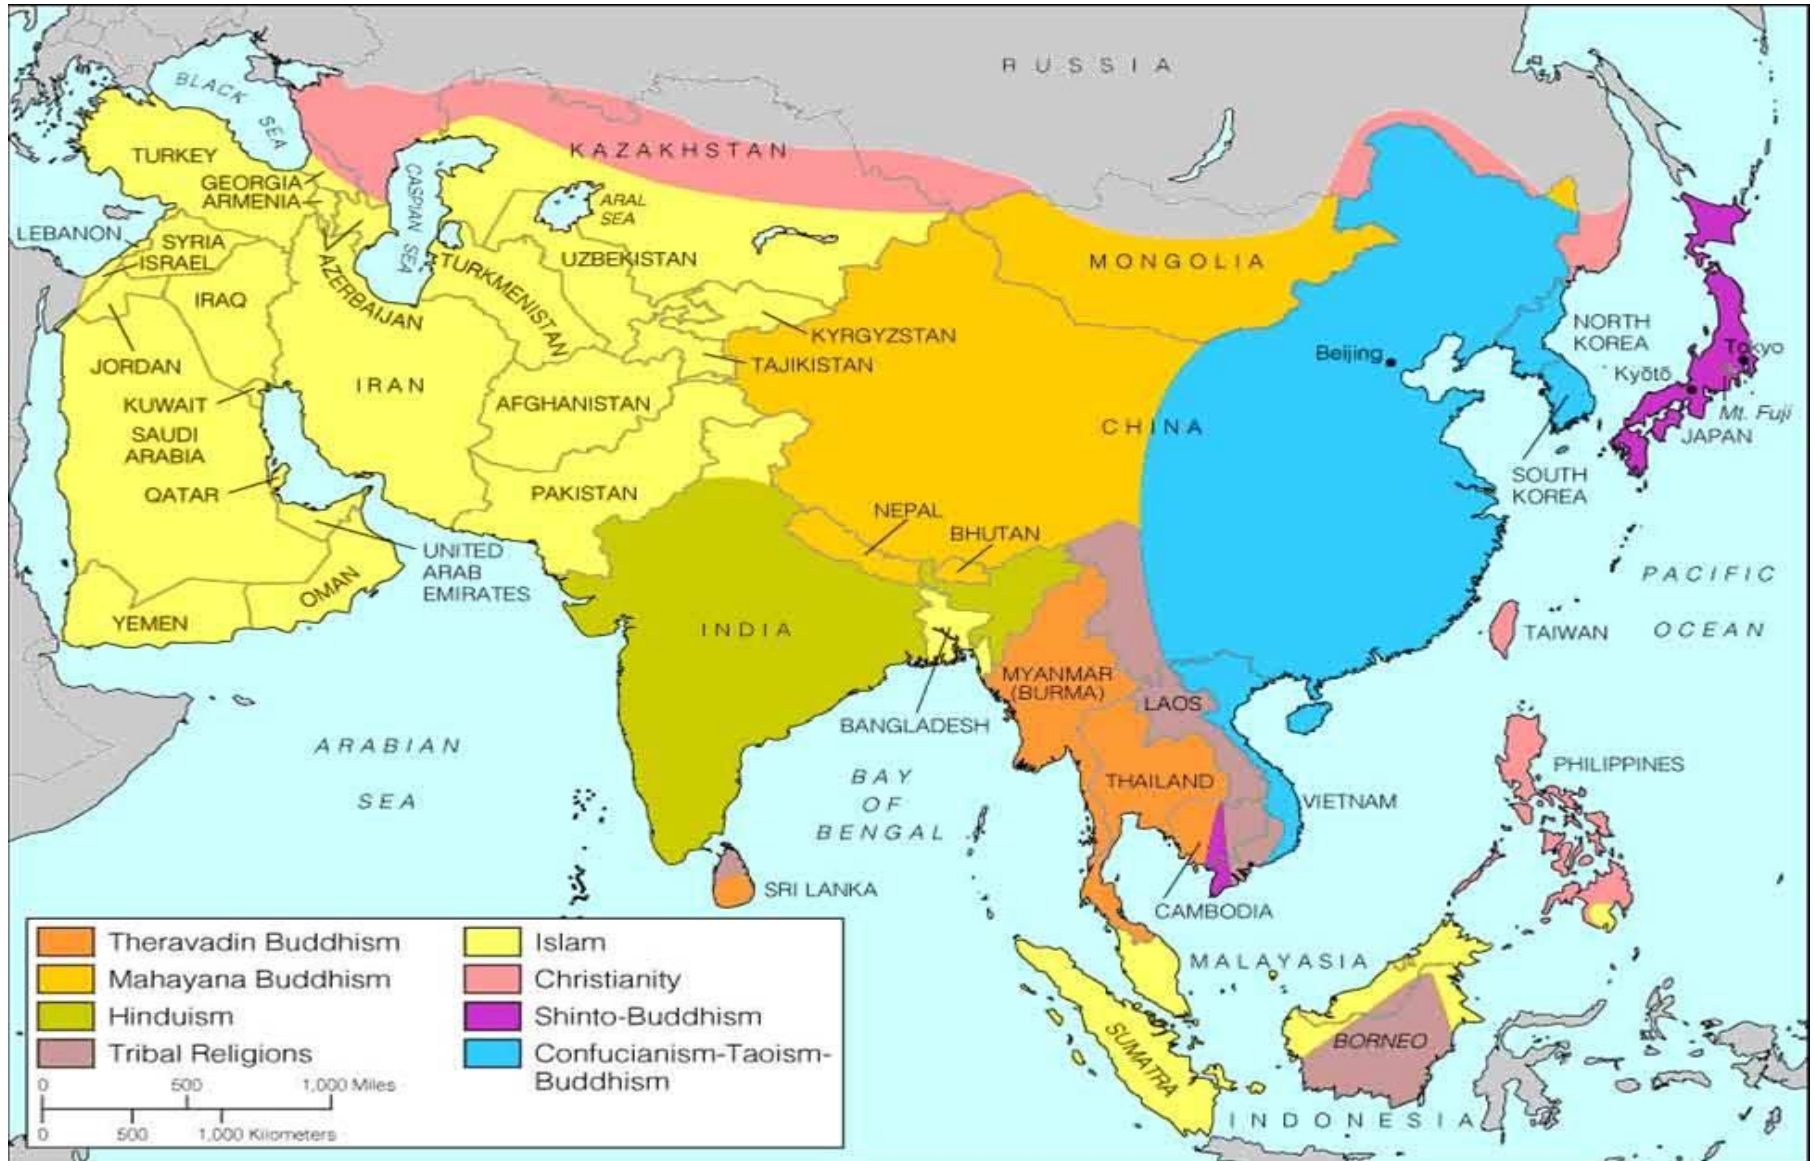 RUSSIA
BLACK
SEA
KAZAKHSTAN
TURKEY
GEORGIA
ARMENIA
CASPIAN SEA
ARAL
SEA
LEBANON
SYRIA
ISRAEL
UZBEKISTAN
MONGOLIA
AZERBAIJAN
TURKMENISTAN
IRAQ
KYRGYZSTAN
NORTH
KOREA
JORDAN
TAJIKISTAN
Beijing
Tokyo
Kyōtō
IRAN
KUWAIT
AFGHANISTAN
Mt. Fuji
JAPAN
SAUDI
ARABIA
CHINA
QATAR
PAKISTAN
SOUTH
KOREA
NEPAL
BHUTAN
UNITED
ARAB
EMIRATES
OMAN
YEMEN
PACIFIC
OCEAN
INDIA
TAIWAN
MYANMAR
(BURMA)
LAOS
BANGLADESH
ARABIAN
SEA
BAY
OF
BENGAL
THAILAND
VIETNAM
PHILIPPINES
SRI LANKA
CAMBODIA
MALAYASIA
SUMATRA
BORNEO
INDONESIA
Theravadin Buddhism
Mahayana Buddhism
Hinduism
Tribal Religions
Islam
Christianity
Shinto-Buddhism
Confucianism-Taoism-
Buddhism
0 500 1,000 Miles
0 500 1,000 Kilometers